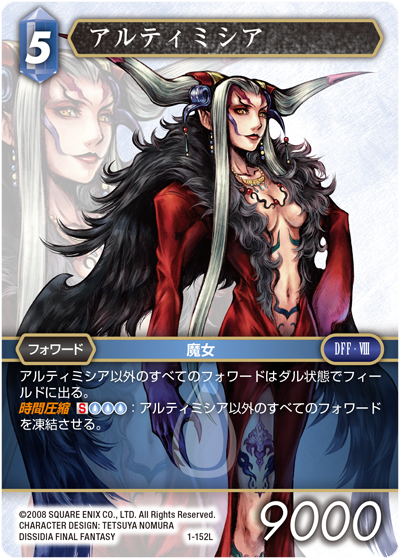 5
アルティミシア
フォワード
魔女
DFF・VIII
アルティミシア以外のすべてのフォワードはダル状態でフィー
ルドに出る。
時間圧縮 S：アルティミシア以外のすべてのフォワード
を凍結させる。
©2008 SQUARE ENIX CO., LTD. All Rights Reserved.
CHARACTER DESIGN: TETSUYA NOMURA
DISSIDIA FINAL FANTASY
1-152L
9000